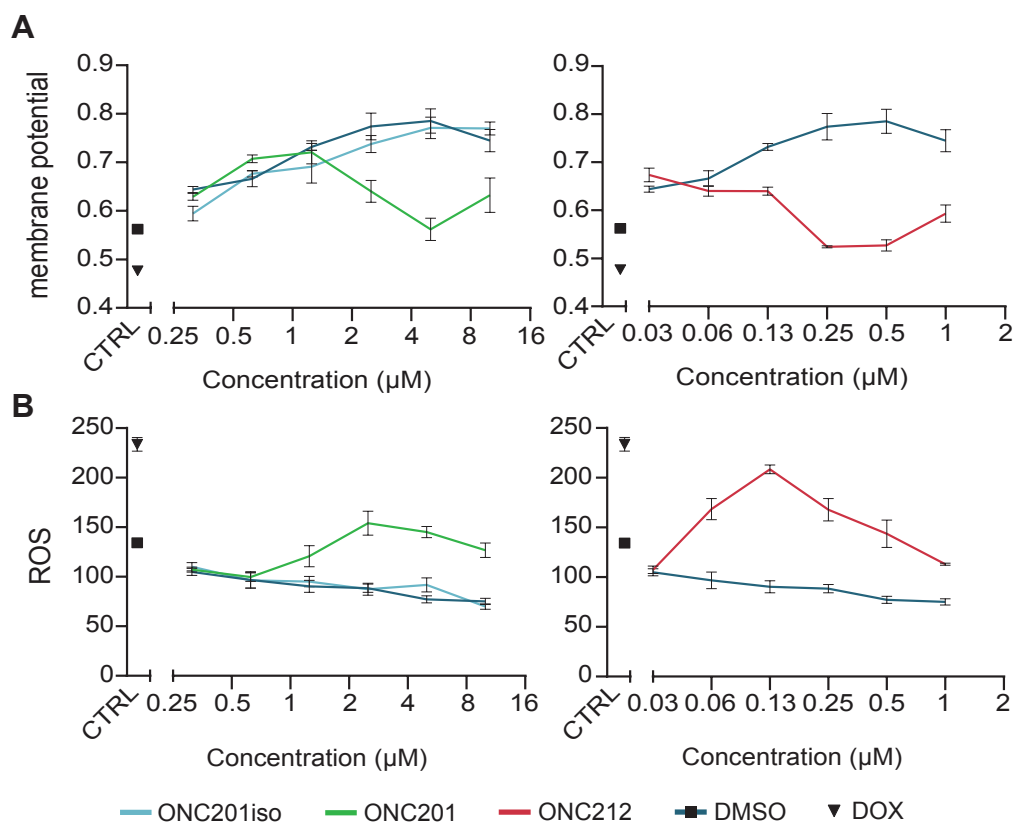 A
membrane potential
0.9
0.8
0.7
0.6
0.5
0.4
CTRL
0.25 0.5 1 2 4 8 16
Concentration (µM)
0.9
0.8
0.7
0.6
0.5
0.4
CTRL
0.03 0.06 0.13 0.25 0.5 1 2
Concentration (µM)
B
ROS
250
200
150
100
50
0
CTRL
0.25 0.5 1 2 4 8 16
Concentration (µM)
250
200
150
100
50
0
CTRL
0.03 0.06 0.13 0.25 0.5 1 2
Concentration (µM)
ONC201iso ONC201 ONC212 DMSO DOX